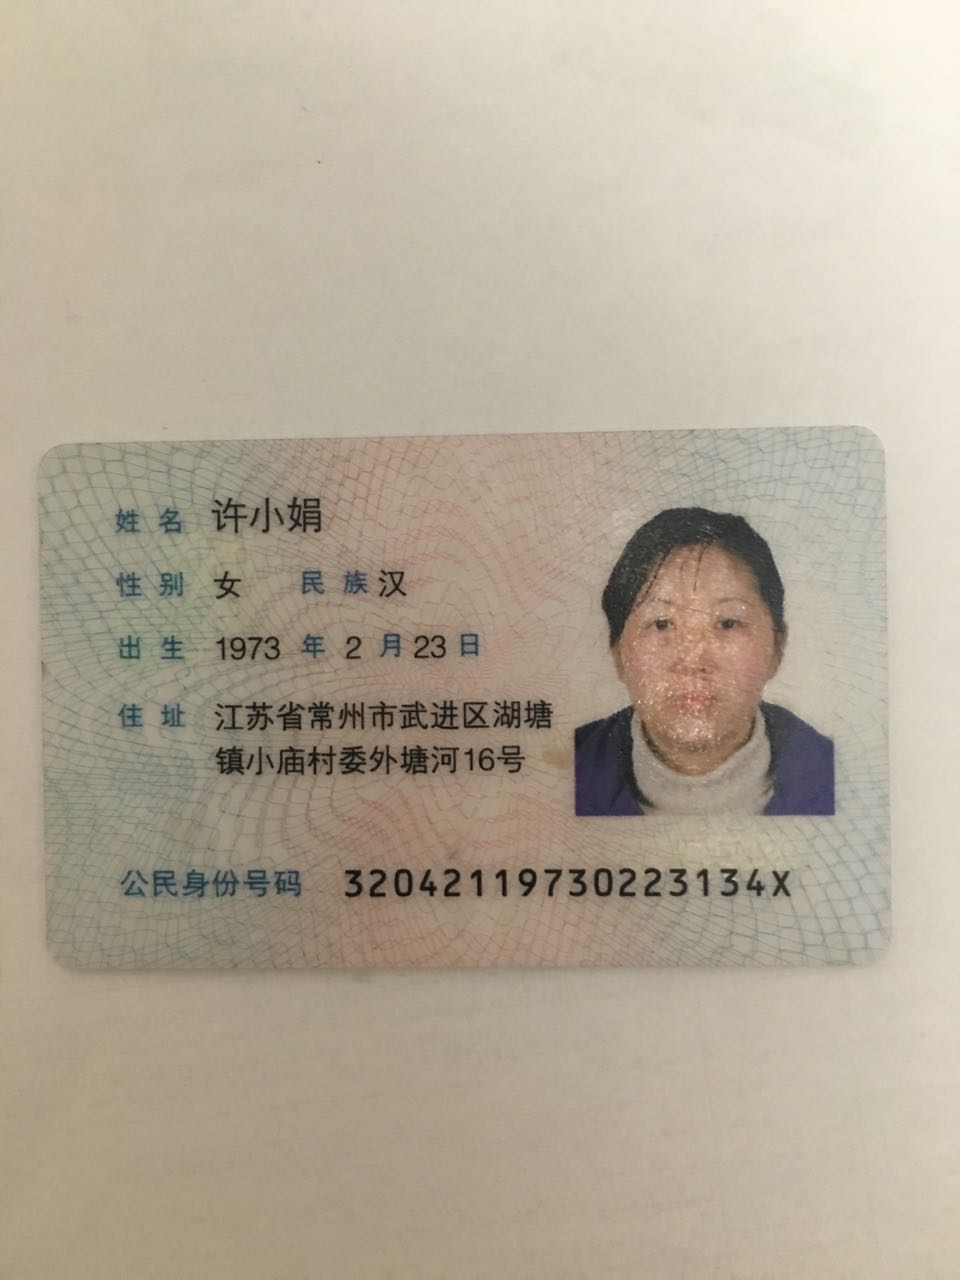 姓名 许小娟
性别 女 民族 汉
出生 1973 年 2 月 23 日
住址 江苏省常州市武进区湖塘
镇小庙村委外塘河16号
公民身份号码 32042119730223134X